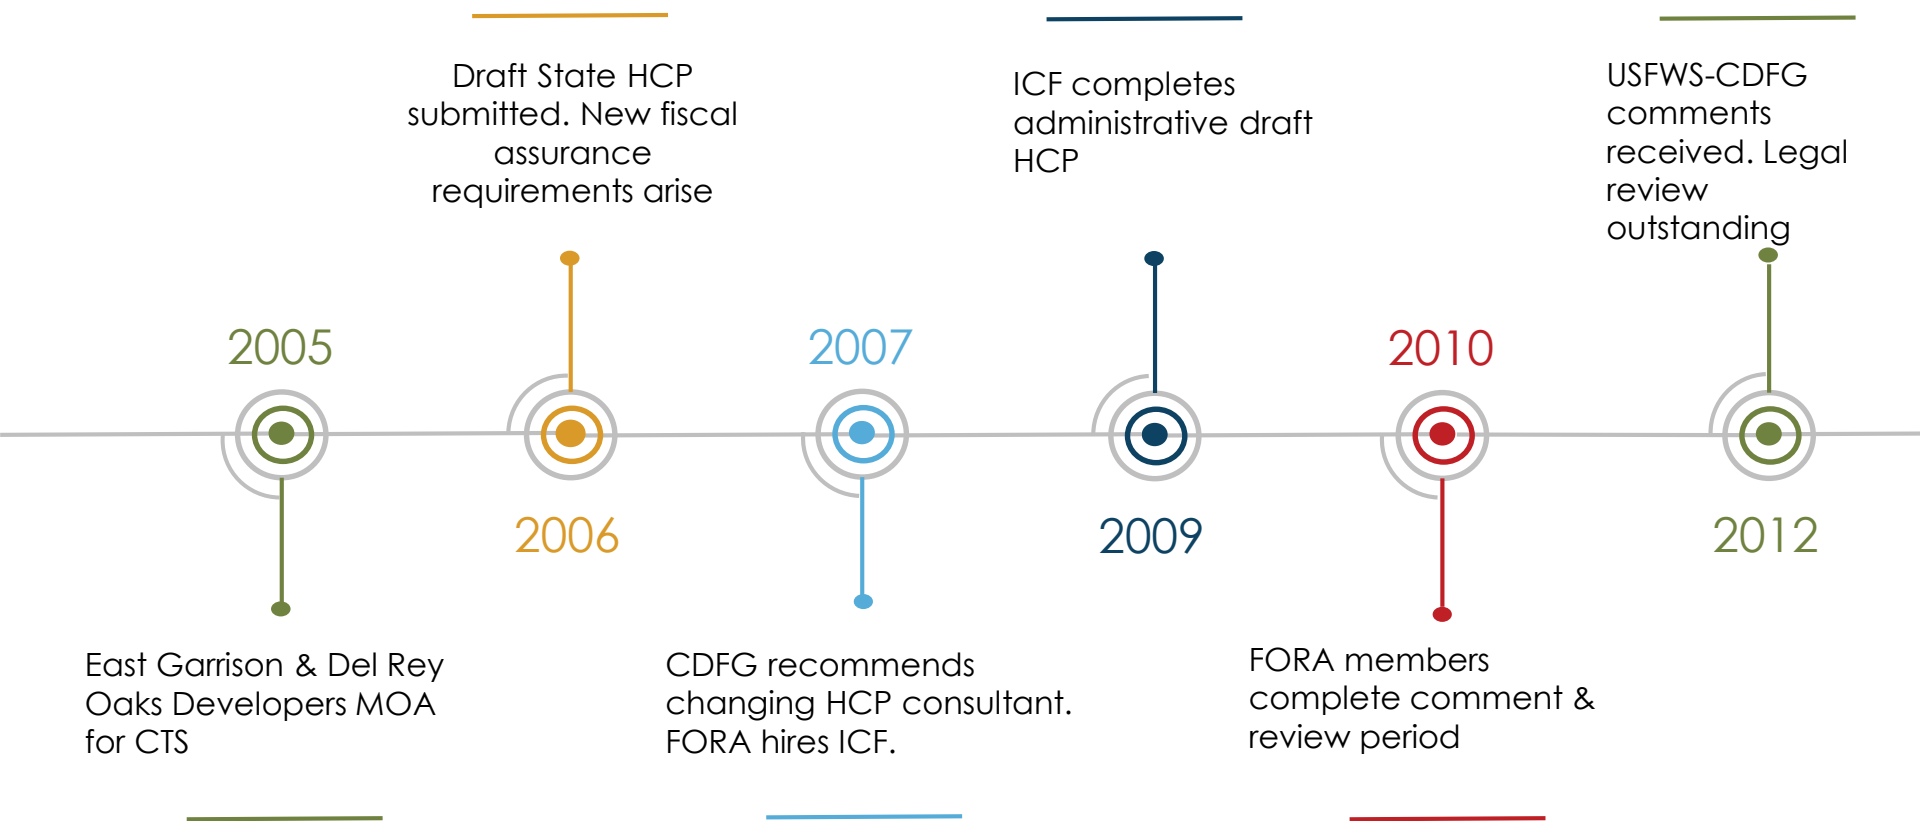 Draft State HCP
submitted. New fiscal
assurance
requirements arise
ICF completes
administrative draft
HCP
USFWS-CDFG
comments
received. Legal
review
outstanding
2005
2006
2007
2009
2010
2012
East Garrison & Del Rey
Oaks Developers MOA
for CTS
CDFG recommends
changing HCP consultant.
FORA hires ICF.
FORA members
complete comment &
review period